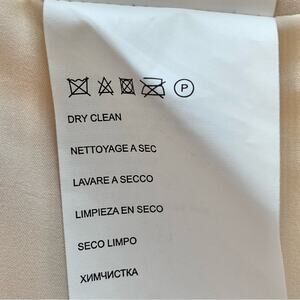 P
DRY CLEAN
NETTOYAGE A SEC
LAVARE A SECCO
LIMPIEZA EN SECO
SECO LIMPO
ХИМЧИСТКА